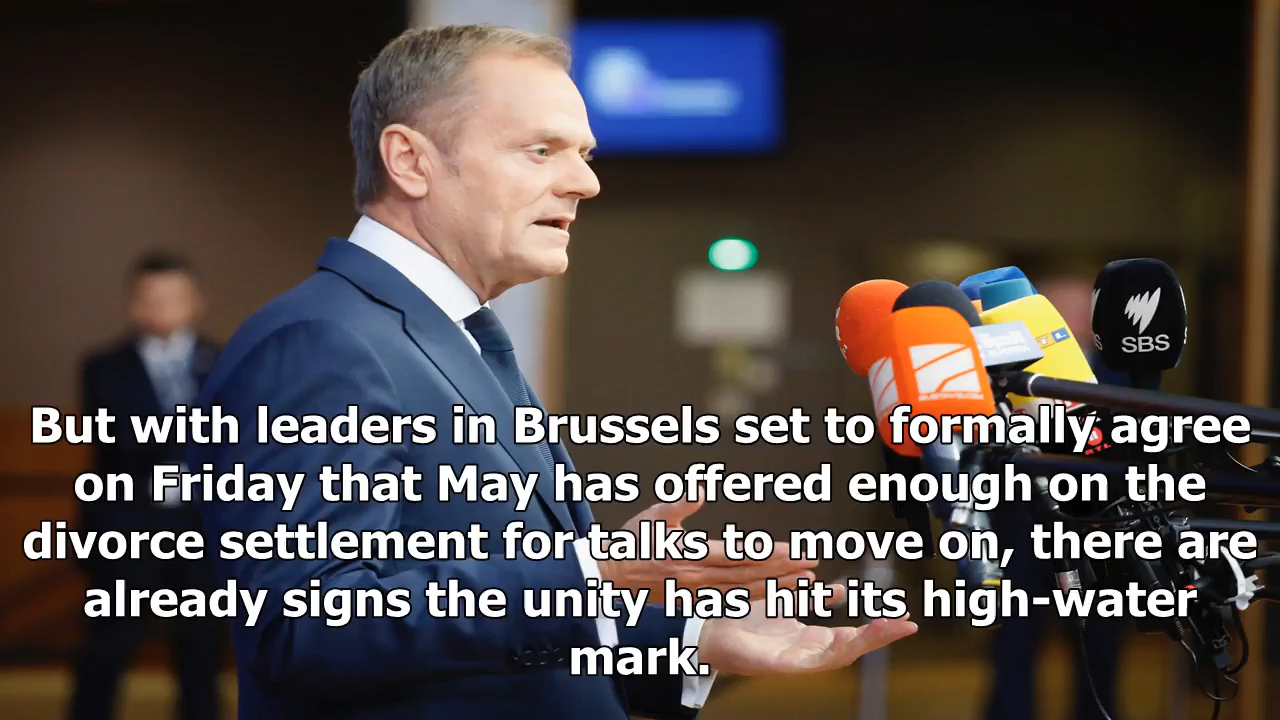 SBS
But with leaders in Brussels set to formally agree
on Friday that May has offered enough on the
divorce settlement for talks to move on, there are
already signs the unity has hit its high-water
mark.